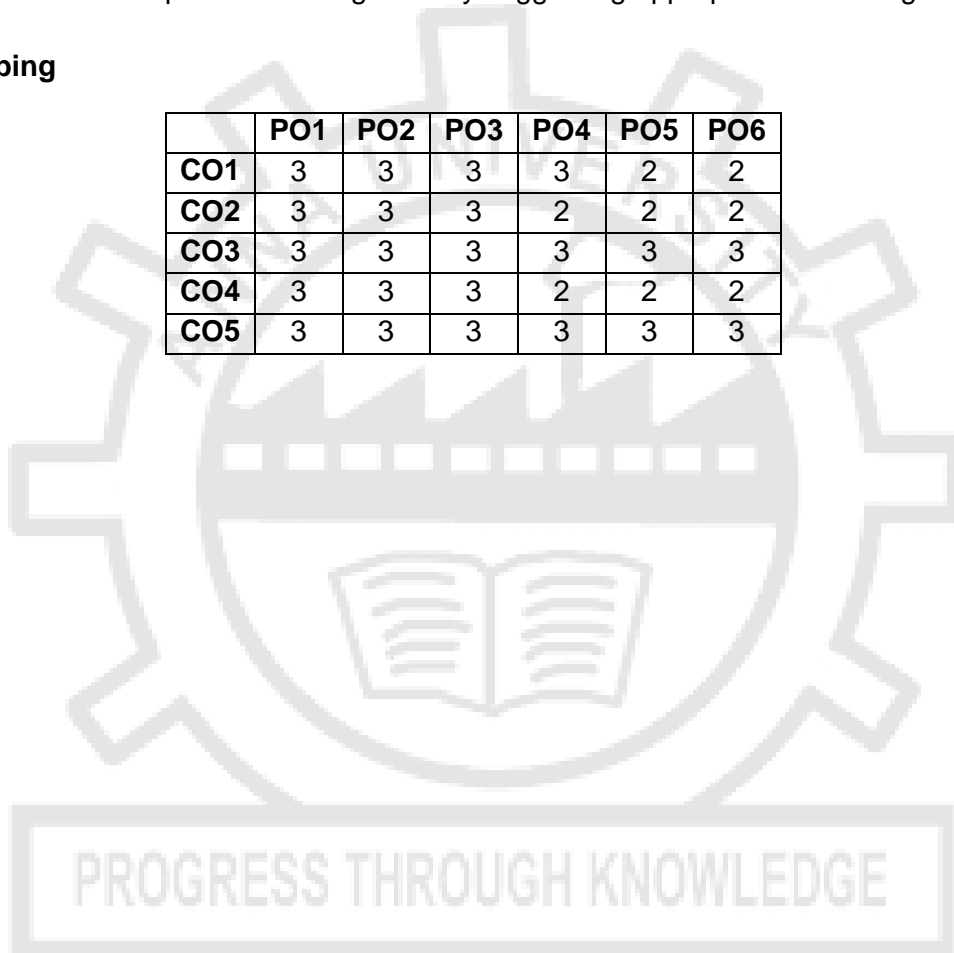 ping
PO1 PO2 PO3 PO4 PO5 PO6
CO1 3 3 3 3 2 2
CO2 3 3 3 2 2 2
CO3 3 3 3 3 3 3
CO4 3 3 3 2 2 2
CO5 3 3 3 3 3 3
UNIVERSITY
PROGRESS THROUGH KNOWLEDGE